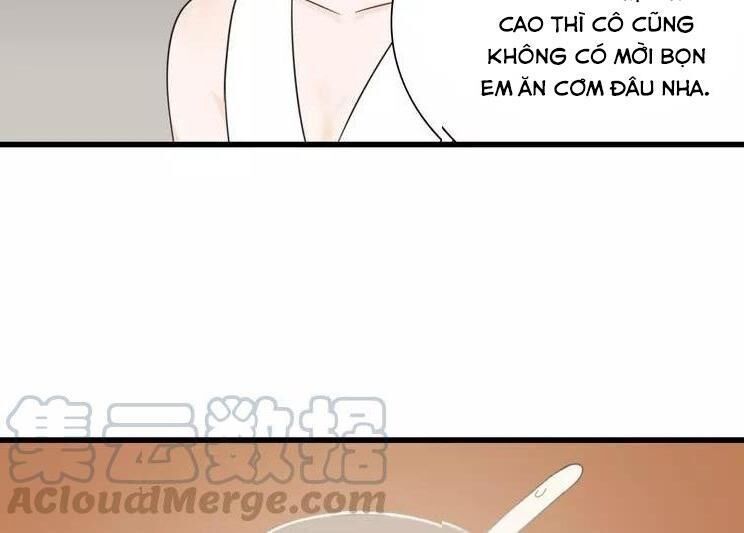 CAO THÌ CÔ CŨNG
KHÔNG CÓ MỜI BỌN
EM ĂN CƠM ĐÂU NHA.
集云数据
ACloudMerge.com